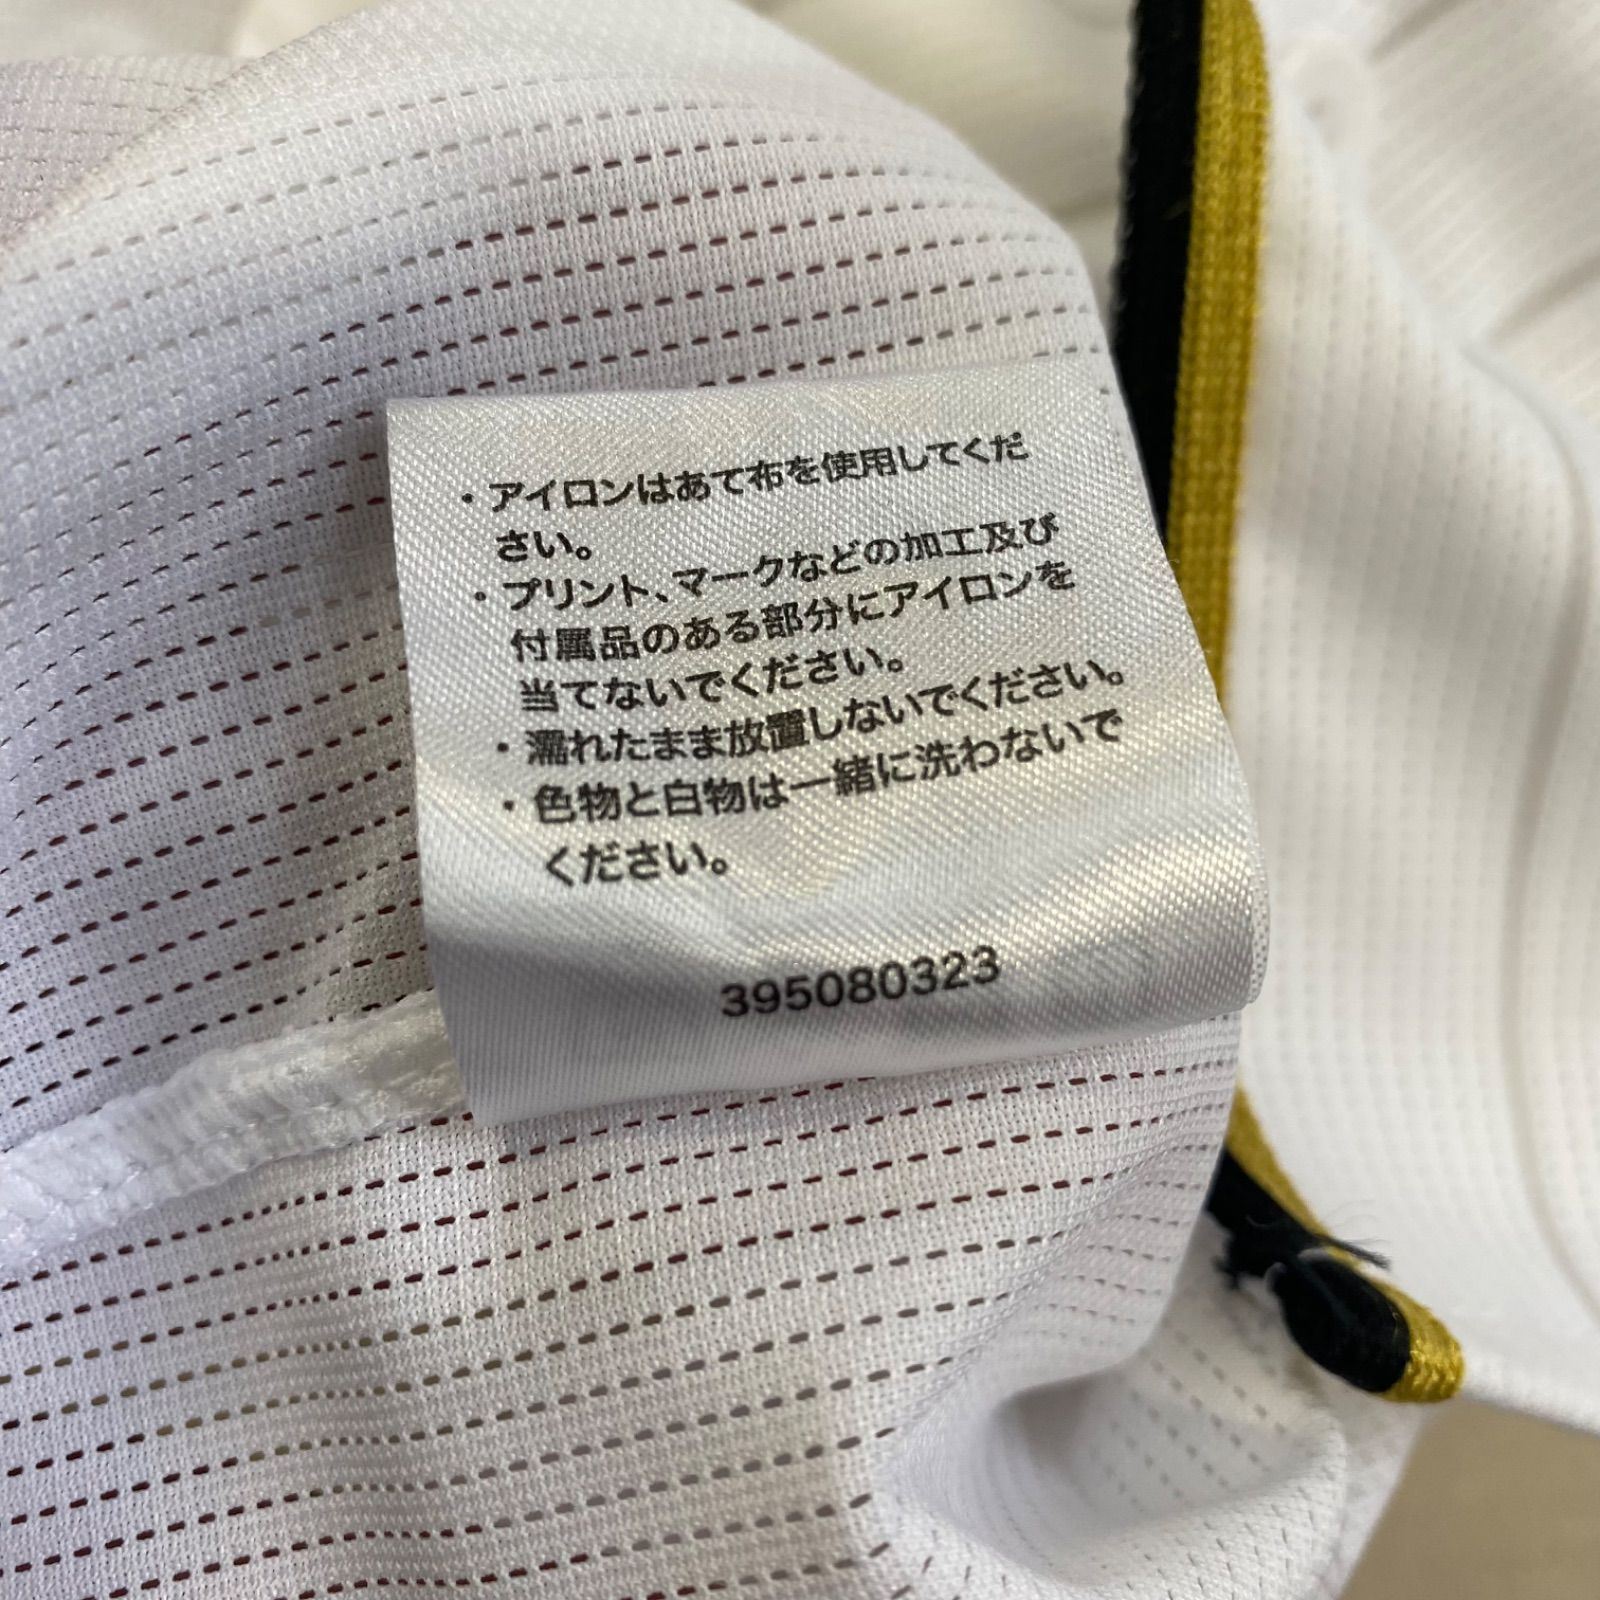 ・アイロンはあて布を使用してくだ
さい。
・プリント、マークなどの加工及び
付属品のある部分にアイロンを
当てないでください。
・濡れたまま放置しないでください。
・色物と白物は一緒に洗わないで
ください。
395080323